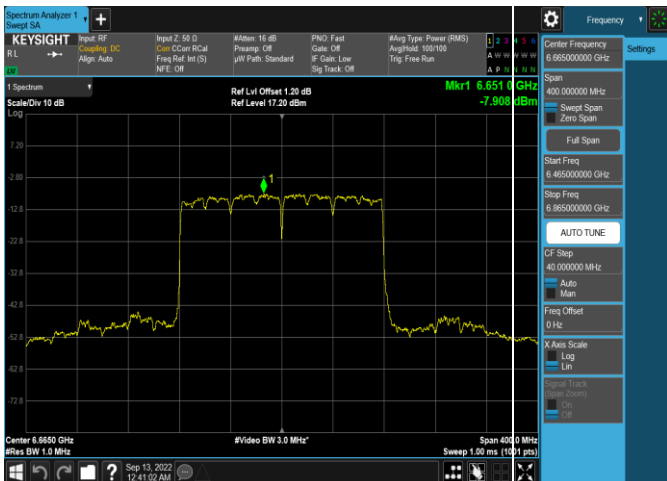 Spectrum Analyzer 1
Swept SA
Frequency
KEYSIGHT
R L
LW
Input: RF
Coupling: DC
Align: Auto
Input Z: 50 Ω
Corr CCorr RCal
Freq Ref: Int (S)
NFE: Off
#Atten: 16 dB
Preamp: Off
µW Path: Standard
PNO: Fast
Gate: Off
IF Gain: Low
Sig Track: Off
#Avg Type: Power (RMS)
Avg|Hold: 100/100
Trig: Free Run
1 2 3 4 5 6
A W W W W W
A P N N N N
1 Spectrum
Scale/Div 10 dB
Log
Ref Lvl Offset 1.20 dB
Ref Level 17.20 dBm
Mkr1 6.651 0 GHz
-7.908 dBm
7.20
-2.80
-12.8
-22.8
-32.8
-42.8
-52.8
-62.8
-72.8
1
Center 6.6650 GHz
#Res BW 1.0 MHz
#Video BW 3.0 MHz*
Span 400.0 MHz
Sweep 1.00 ms (1001 pts)
Sep 13, 2022
12:41:02 AM
Center Frequency
6.665000000 GHz
Settings
Span
400.000000 MHz
Swept Span
Zero Span
Full Span
Start Freq
6.465000000 GHz
Stop Freq
6.865000000 GHz
AUTO TUNE
CF Step
40.000000 MHz
Auto
Man
Freq Offset
0 Hz
X Axis Scale
Log
Lin
Signal Track
(Span Zoom)
On
Off